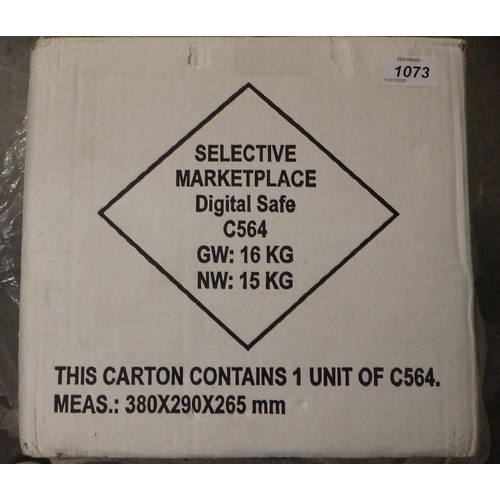 Wombells -
1073
SELECTIVE
MARKETPLACE
Digital Safe
C564
GW: 16 KG
NW: 15 KG
THIS CARTON CONTAINS 1 UNIT OF C564.
MEAS.: 380X290X265 mm